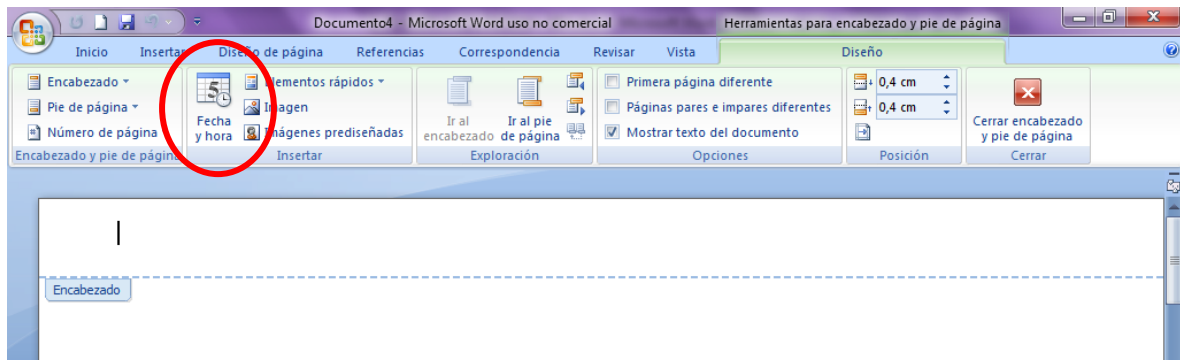 Documento4 - Microsoft Word uso no comercial
Herramientas para encabezado y pie de página
Inicio Insertar Diseño de página Referencias Correspondencia Revisar Vista Diseño
Encabezado
Pie de página
Número de página
Encabezado y pie de página
5
Fecha y hora
Elementos rápidos
Imagen
Imágenes prediseñadas
Insertar
Ir al encabezado
Ir al pie de página
Exploración
Primera página diferente
Páginas pares e impares diferentes
Mostrar texto del documento
Opciones
0,4 cm
0,4 cm
Posición
Cerrar encabezado
y pie de página
Cerrar
Encabezado